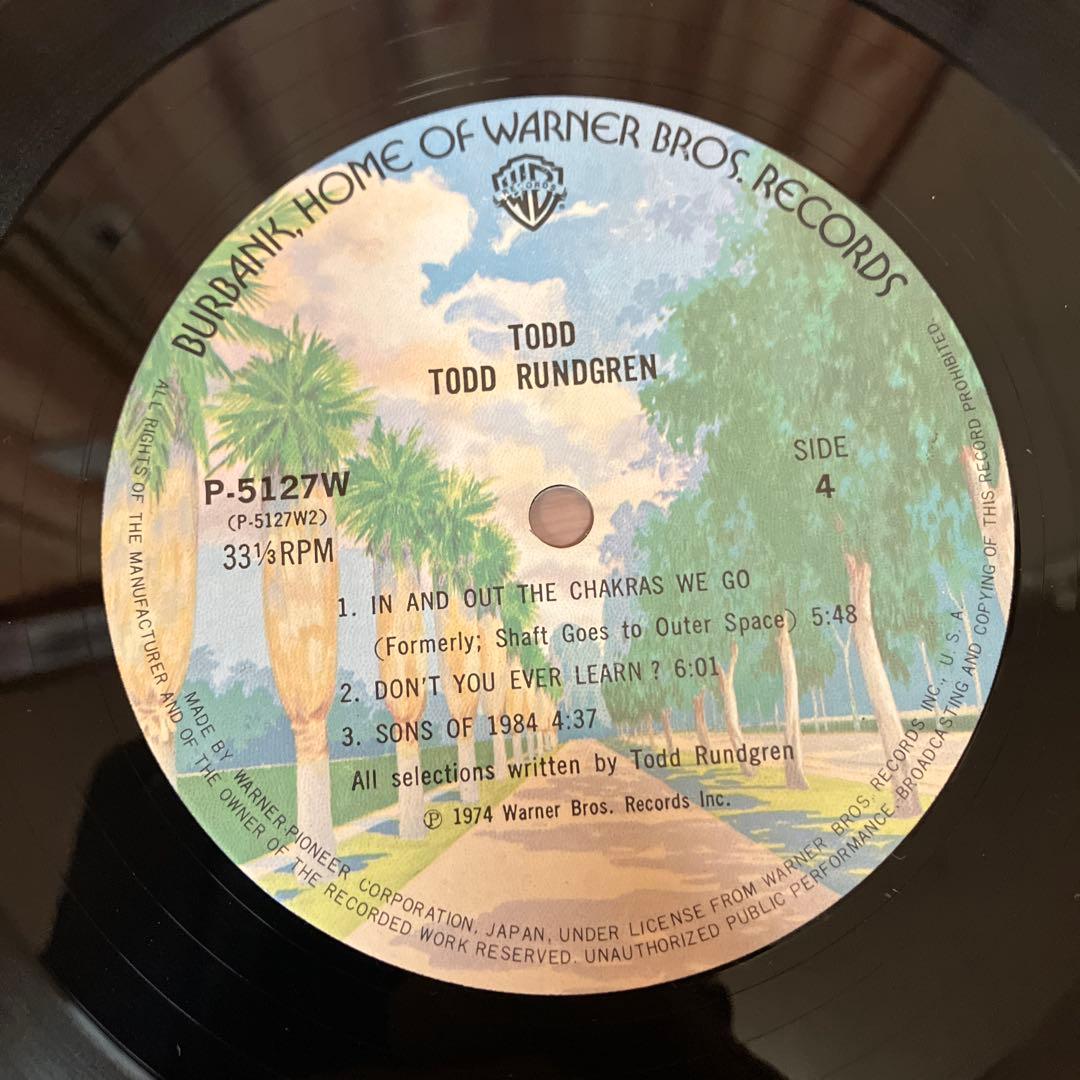 BURBANK, HOME OF WARNER BROS. RECORDS
W RECORDS
TODD
TODD RUNDGREN
SIDE
4
P-5127W
(P-5127W2)
33⅓RPM
1. IN AND OUT THE CHAKRAS WE GO
(Formerly; Shaft Goes to Outer Space) 5:48
2. DON'T YOU EVER LEARN ? 6:01
3. SONS OF 1984 4:37
All selections written by Todd Rundgren
Ⓟ 1974 Warner Bros. Records Inc.
MADE BY WARNER-PIONEER CORPORATION, JAPAN, UNDER LICENSE FROM WARNER BROS. RECORDS INC., U. S. A.
ALL RIGHTS OF THE MANUFACTURER AND OF THE OWNER OF THE RECORDED WORK RESERVED. UNAUTHORIZED PUBLIC PERFORMANCE. BROADCASTING AND COPYING OF THIS RECORD PROHIBITED.